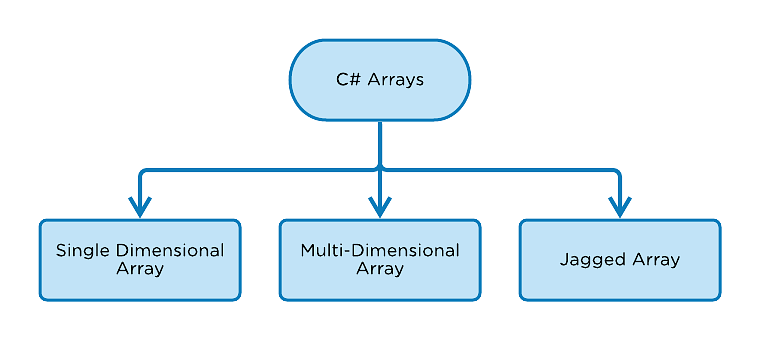 C# Arrays
Single Dimensional
Array
Multi-Dimensional
Array
Jagged Array